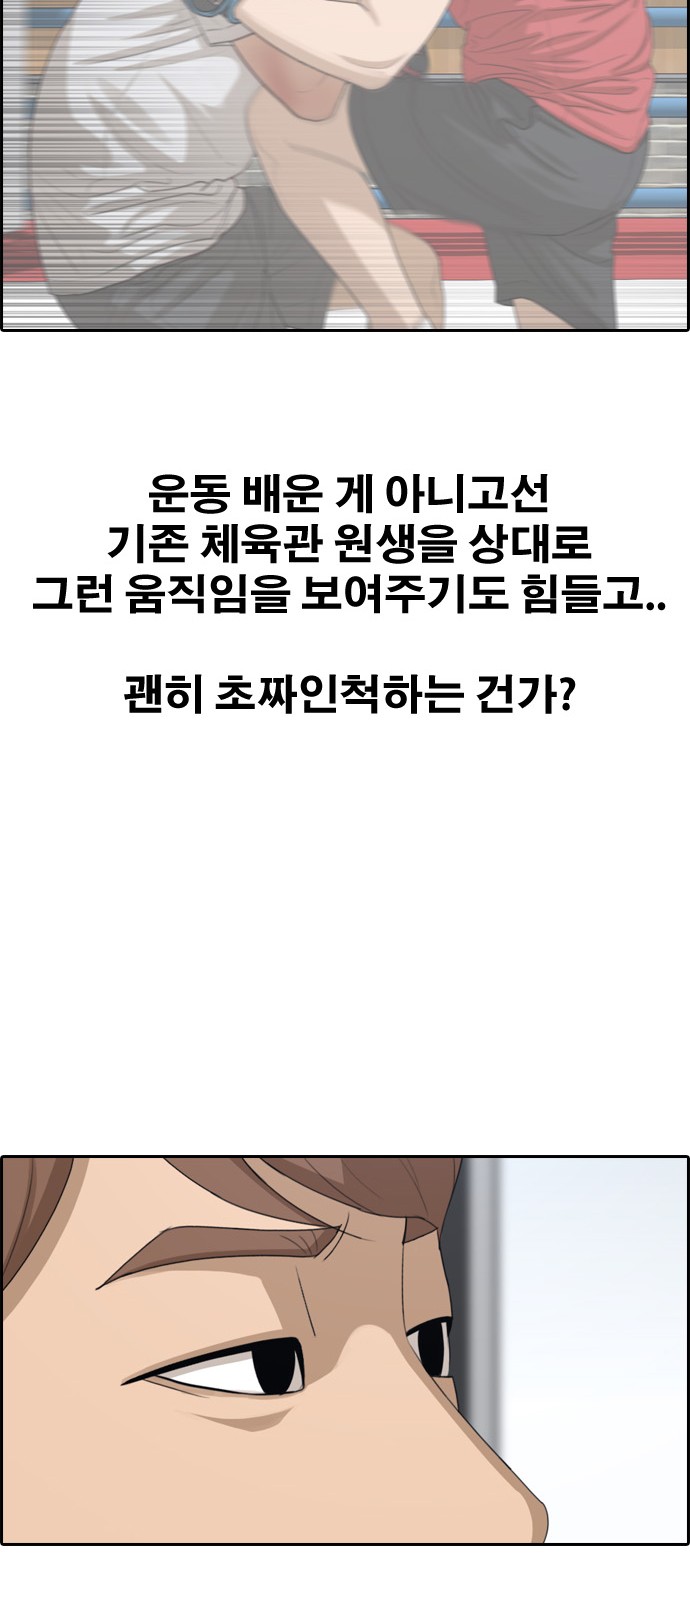 운동 배운 게 아니고선
기존 체육관 원생을 상대로
그런 움직임을 보여주기도 힘들고..
괜히 초짜인척하는 건가?